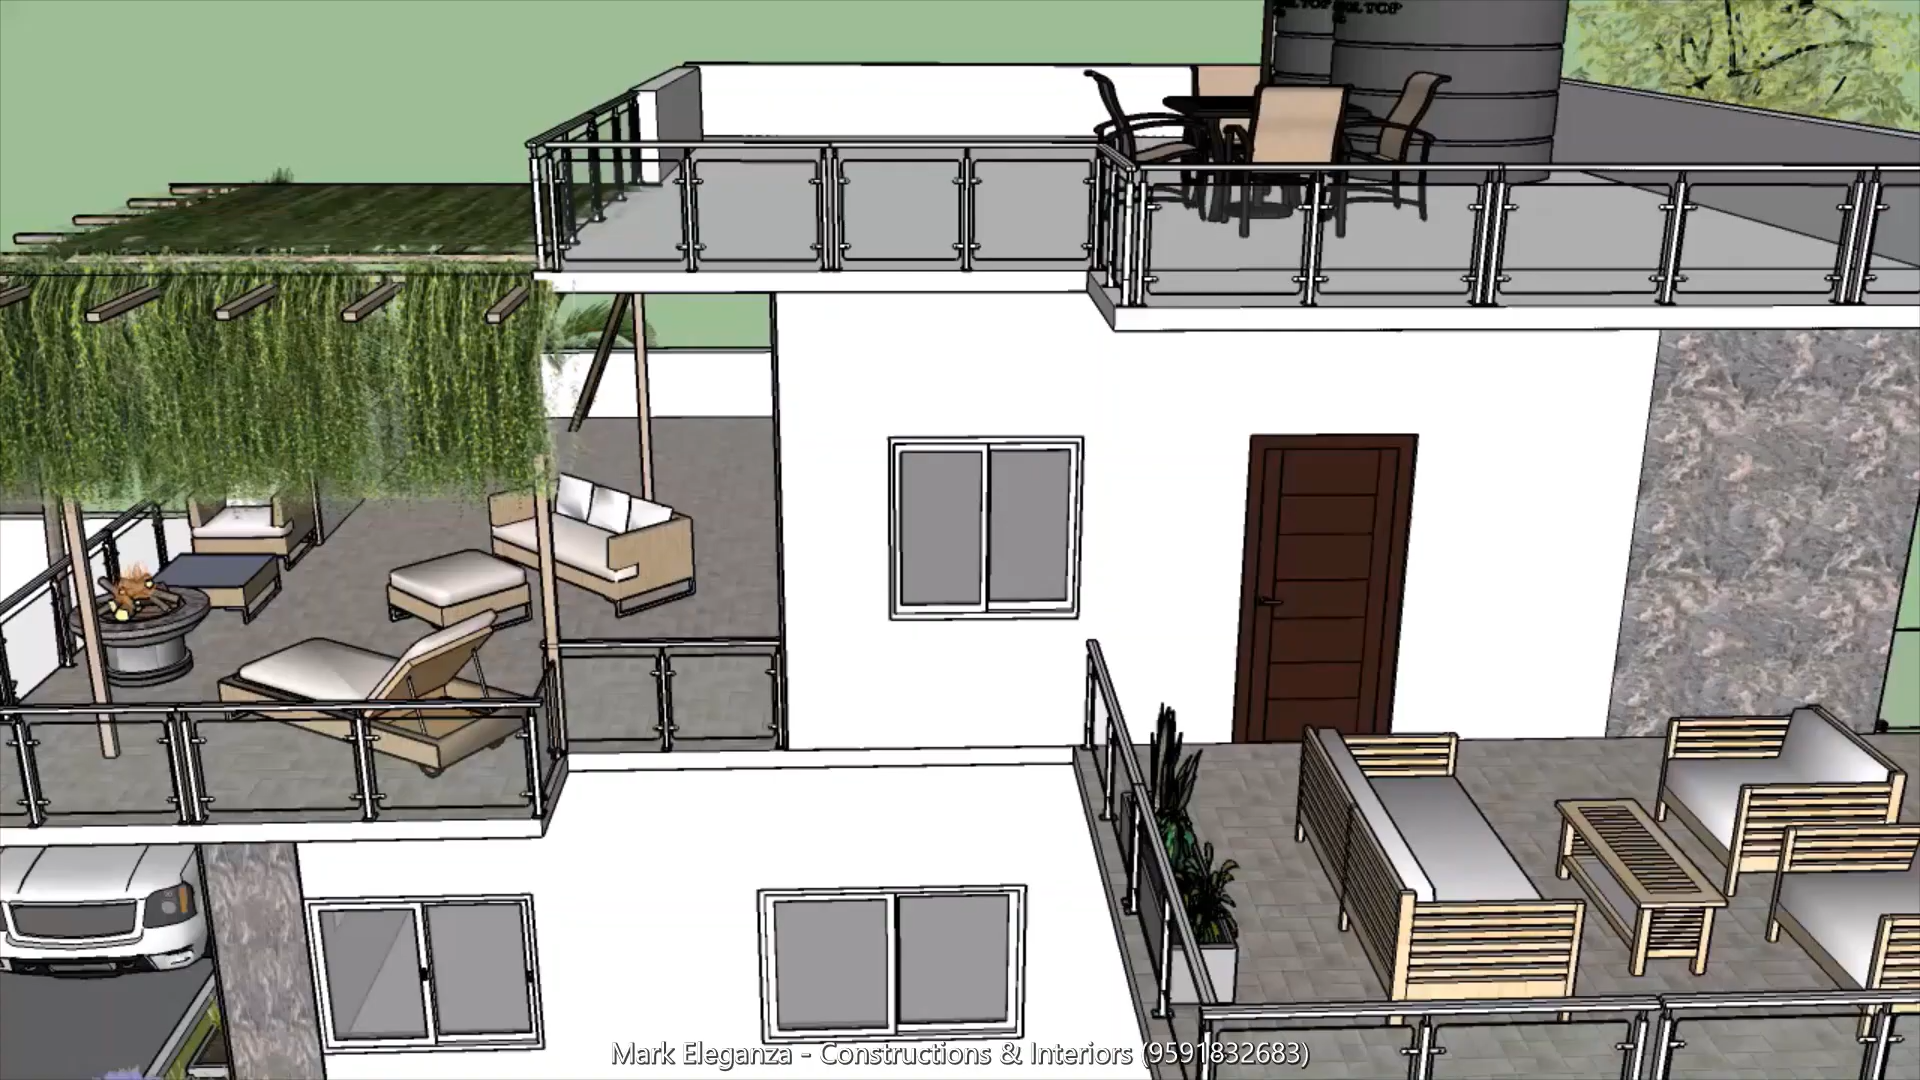 Mark Eleganza - Constructions & Interiors (9591832683)